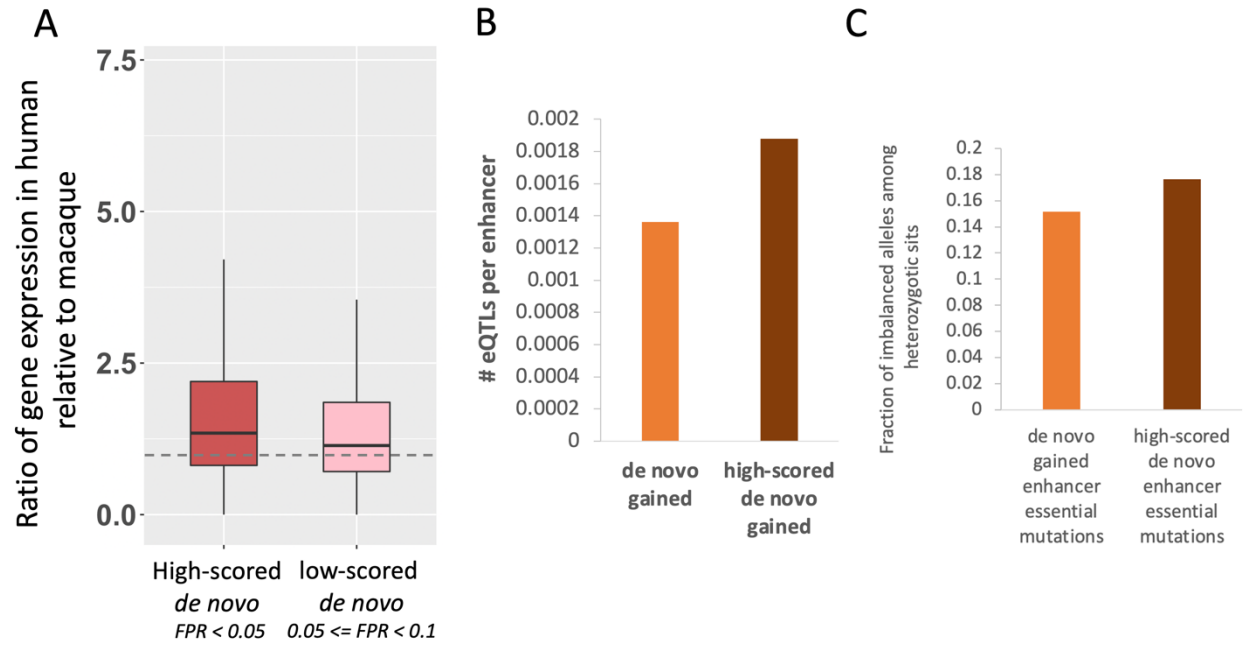 A
Ratio of gene expression in human
relative to macaque
7.5
5.0
2.5
0.0
High-scored
de novo
FPR < 0.05
low-scored
de novo
0.05 <= FPR < 0.1
B
# eQTLs per enhancer
0.002
0.0018
0.0016
0.0014
0.0012
0.001
0.0008
0.0006
0.0004
0.0002
0
de novo
gained
high-scored
de novo
gained
C
Fraction of imbalanced alleles among
heterozygotic sits
0.2
0.18
0.16
0.14
0.12
0.1
0.08
0.06
0.04
0.02
0
de novo
gained
enhancer
essential
mutations
high-scored
de novo
enhancer
essential
mutations